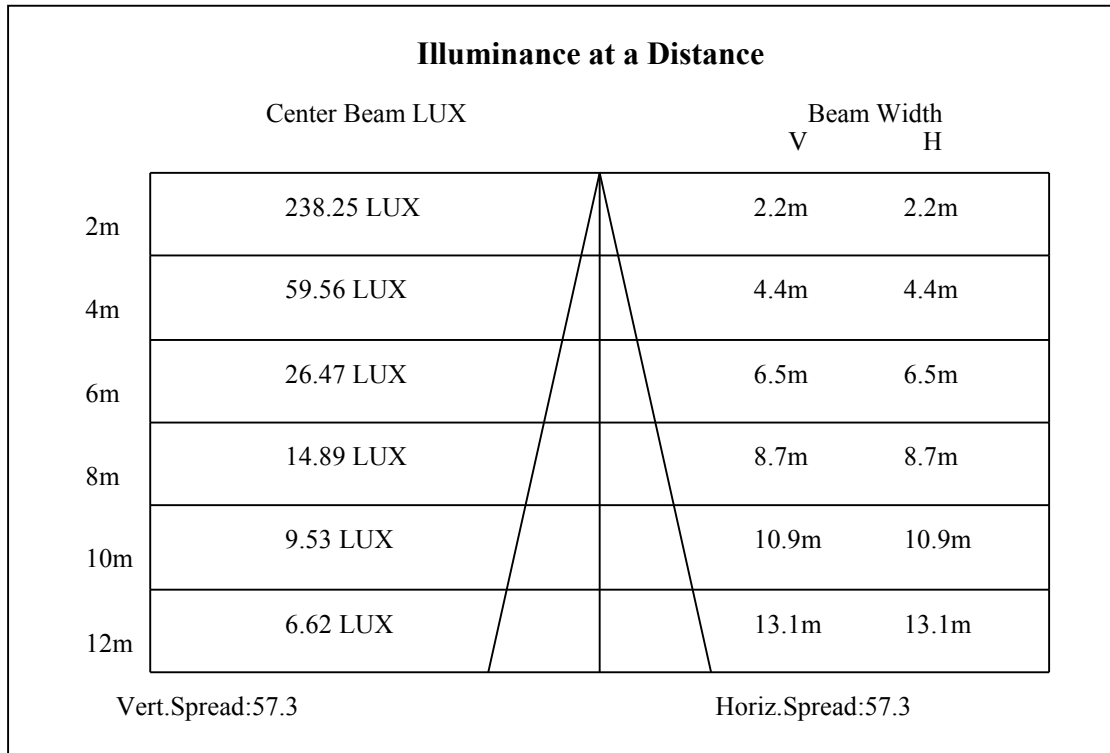 Illuminance at a Distance
Center Beam LUX Beam Width
V H
2m 238.25 LUX 2.2m 2.2m
4m 59.56 LUX 4.4m 4.4m
6m 26.47 LUX 6.5m 6.5m
8m 14.89 LUX 8.7m 8.7m
10m 9.53 LUX 10.9m 10.9m
12m 6.62 LUX 13.1m 13.1m
Vert.Spread:57.3 Horiz.Spread:57.3